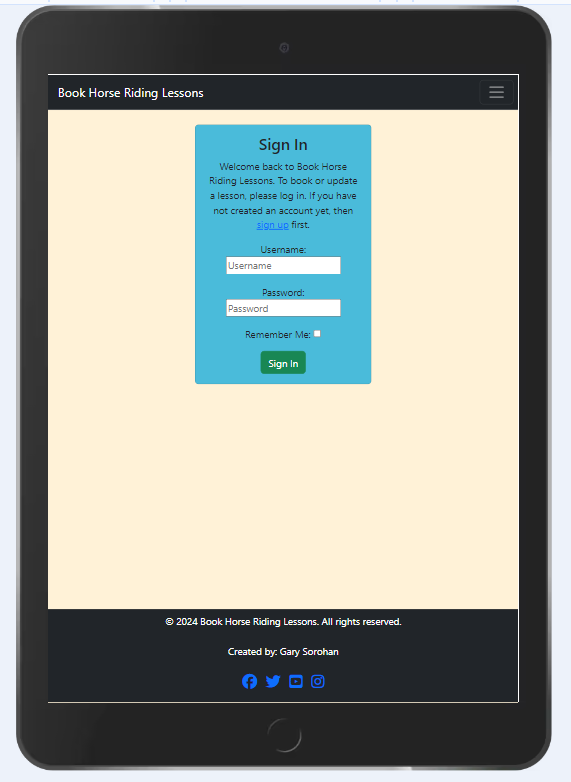 Book Horse Riding Lessons
Sign In
Welcome back to Book Horse
Riding Lessons. To book or update
a lesson, please log in. If you have
not created an account yet, then
sign up first.
Username:
Username
Password:
Password
Remember Me:
Sign In
© 2024 Book Horse Riding Lessons. All rights reserved.
Created by: Gary Sorohan